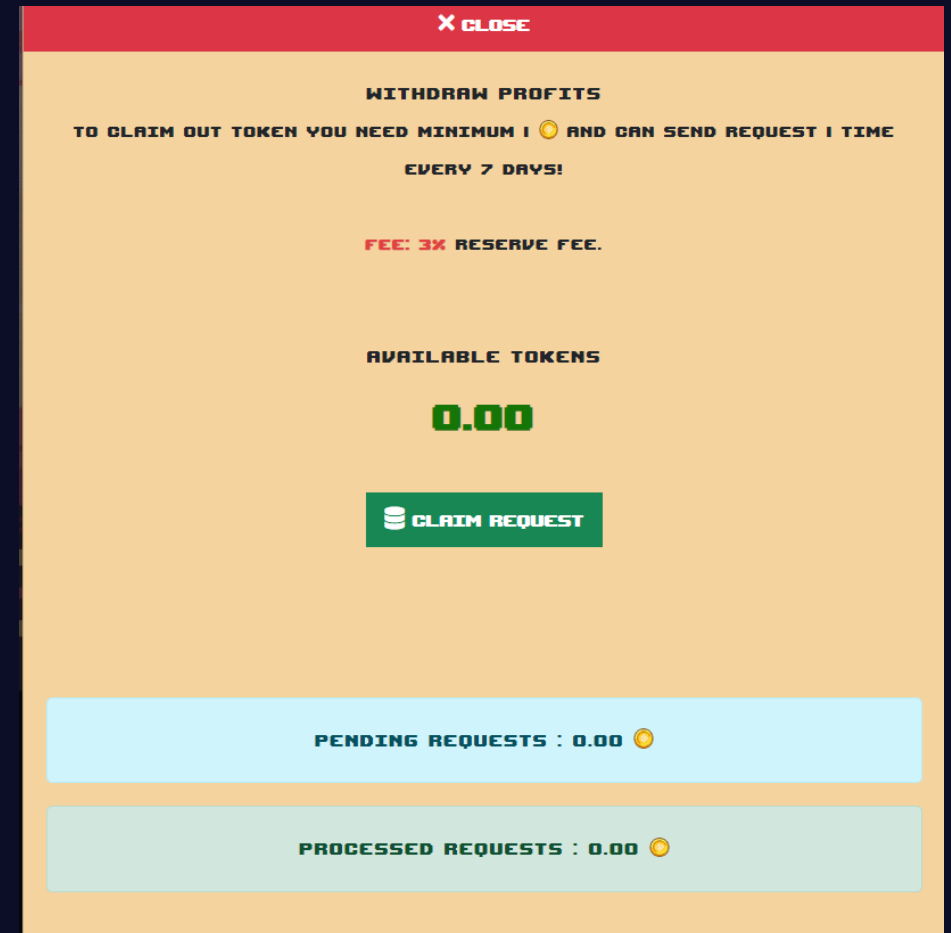 ✕ CLOSE
WITHDRAW PROFITS
TO CLAIM OUT TOKEN YOU NEED MINIMUM 1 AND CAN SEND REQUEST 1 TIME
EVERY 7 DAYS!
FEE: 3% RESERVE FEE.
AVAILABLE TOKENS
0.00
CLAIM REQUEST
PENDING REQUESTS : 0.00
PROCESSED REQUESTS : 0.00